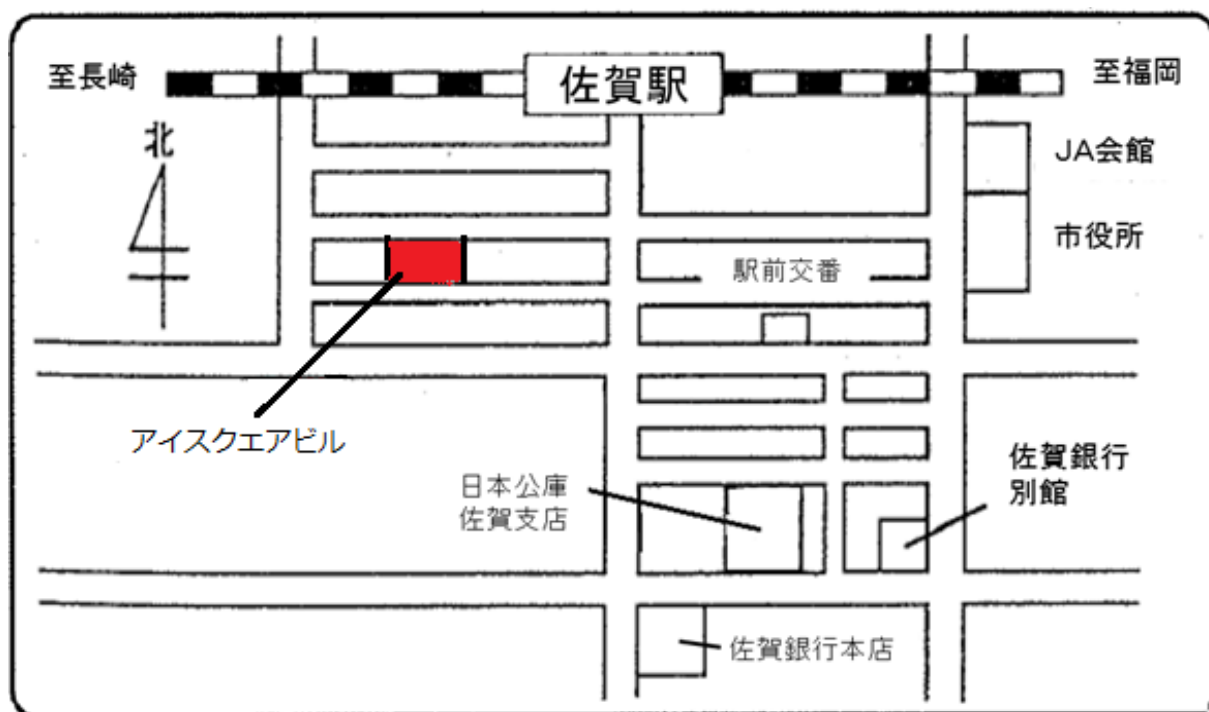 至長崎
佐賀駅
至福岡
北
JA会館
市役所
駅前交番
アイスクエアビル
日本公庫
佐賀支店
佐賀銀行
別館
佐賀銀行本店